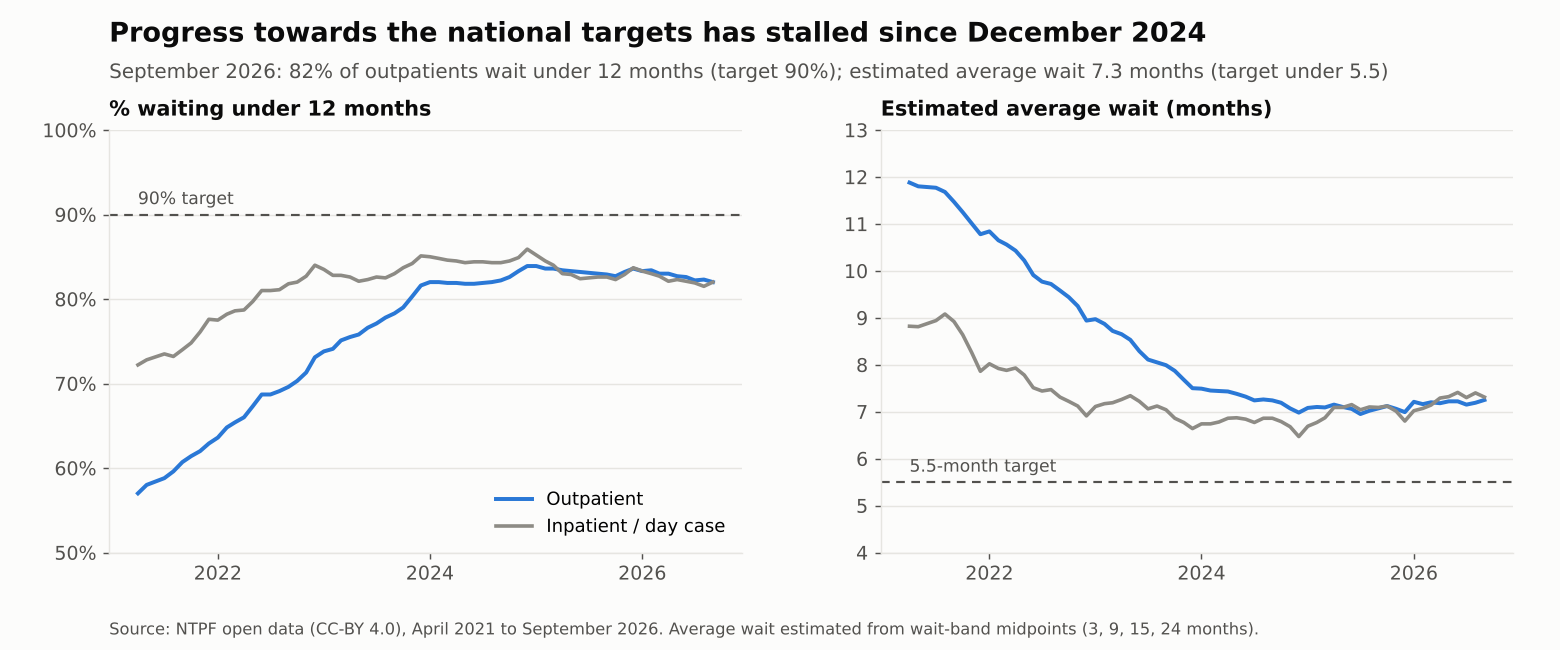 Progress towards the national targets has stalled since December 2024
September 2026: 82% of outpatients wait under 12 months (target 90%); estimated average wait 7.3 months (target under 5.5)
% waiting under 12 months
100%
90%
80%
70%
60%
50%
90% target
Outpatient
Inpatient / day case
2022
2024
2026
Estimated average wait (months)
13
12
11
10
9
8
7
6
5
4
5.5-month target
2022
2024
2026
Source: NTPF open data (CC-BY 4.0), April 2021 to September 2026. Average wait estimated from wait-band midpoints (3, 9, 15, 24 months).